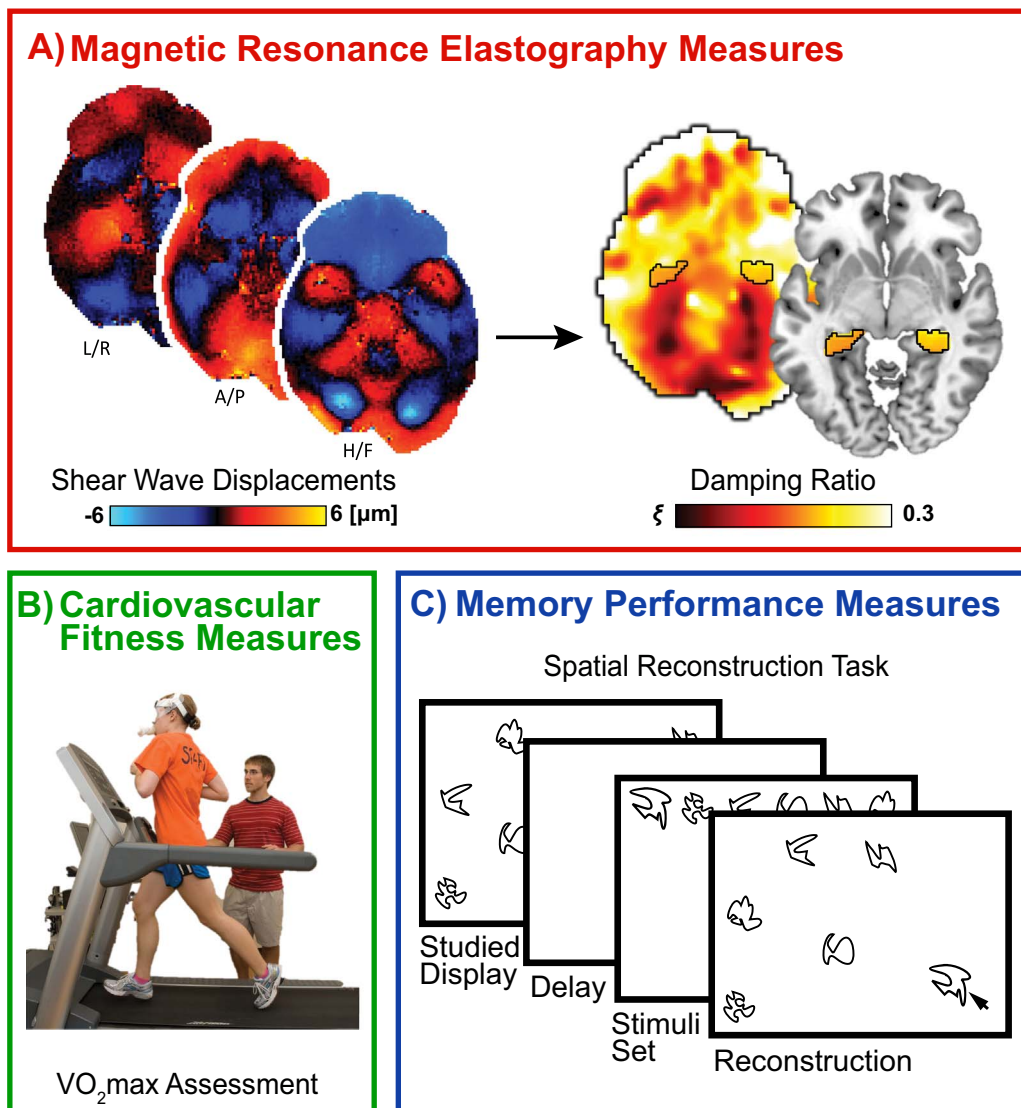 A) Magnetic Resonance Elastography Measures
L/R
A/P
H/F
Shear Wave Displacements
-6 6 [µm]
Damping Ratio
ξ 0.3
B) Cardiovascular
Fitness Measures
VO₂max Assessment
C) Memory Performance Measures
Spatial Reconstruction Task
Studied
Display
Delay
Stimuli
Set
Reconstruction